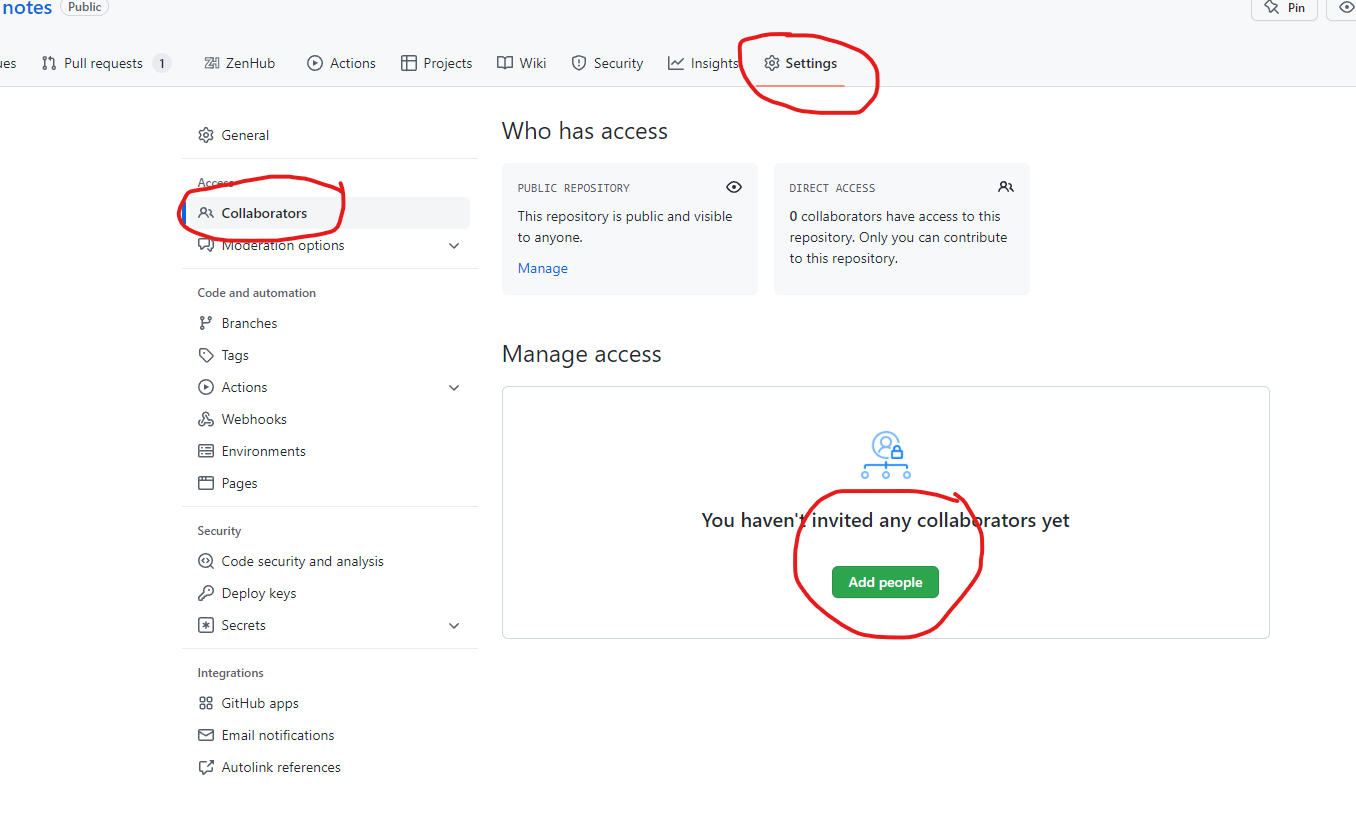 notes Public Pin
ues Pull requests 1 ZenHub Actions Projects Wiki Security Insights Settings
General
Access
Collaborators
Moderation options
Code and automation
Branches
Tags
Actions
Webhooks
Environments
Pages
Security
Code security and analysis
Deploy keys
Secrets
Integrations
GitHub apps
Email notifications
Autolink references
Who has access
PUBLIC REPOSITORY
This repository is public and visible
to anyone.
Manage
DIRECT ACCESS
0 collaborators have access to this
repository. Only you can contribute
to this repository.
Manage access
You haven't invited any collaborators yet
Add people